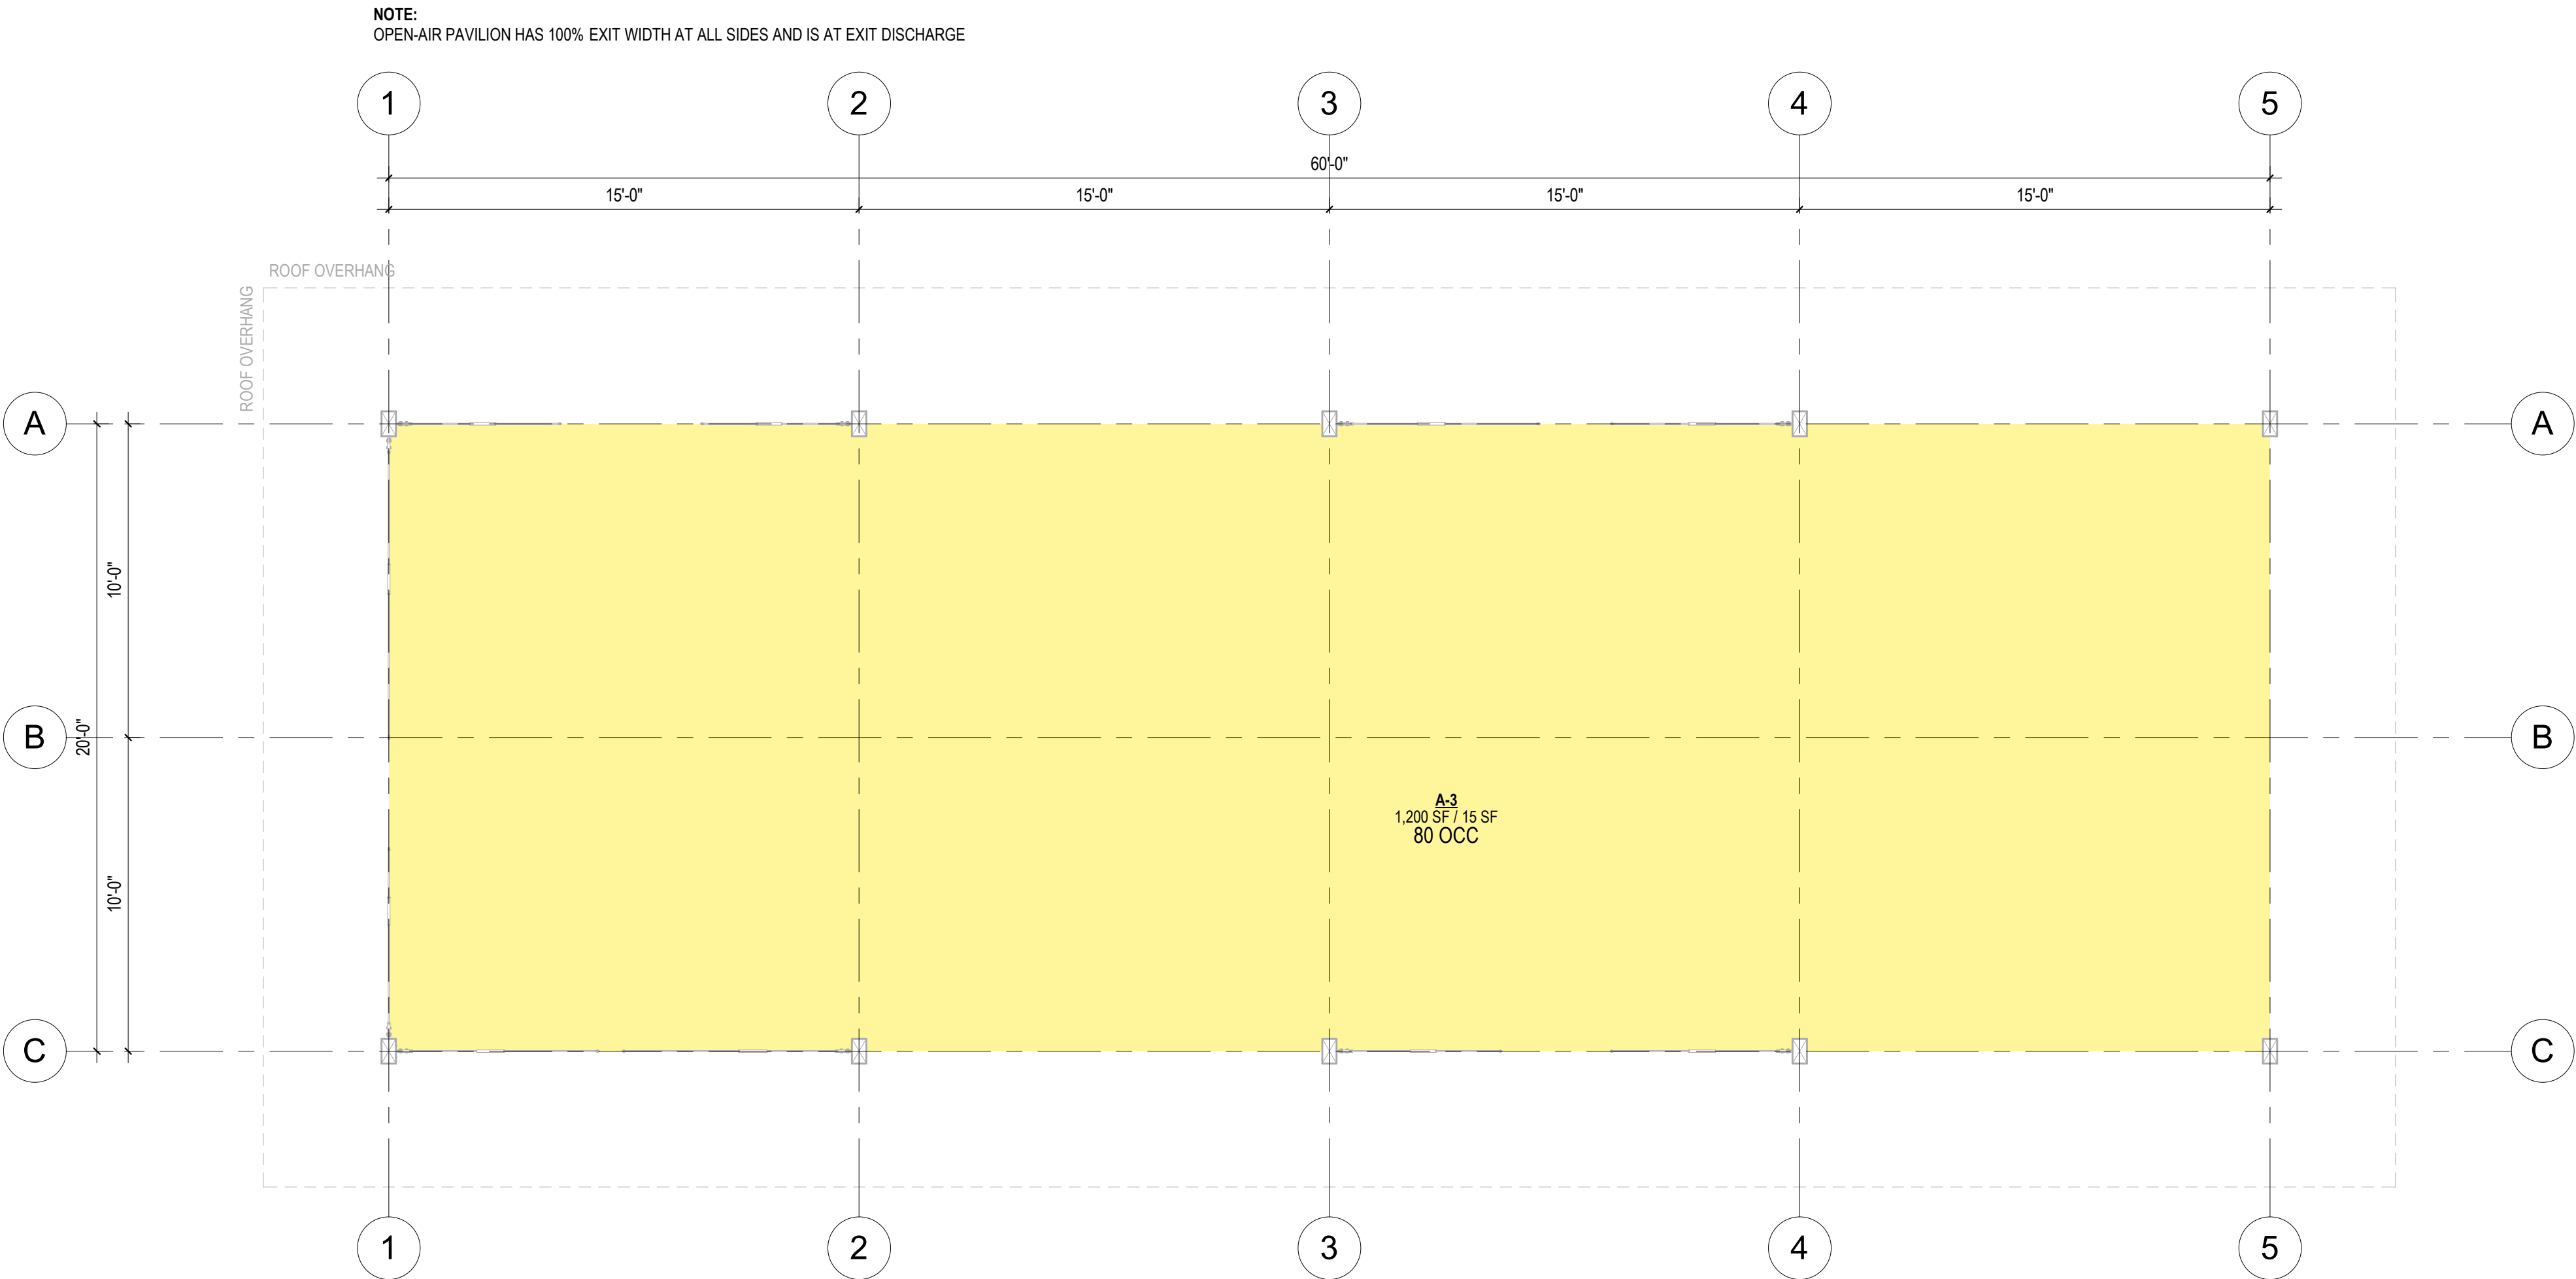 NOTE:
OPEN-AIR PAVILION HAS 100% EXIT WIDTH AT ALL SIDES AND IS AT EXIT DISCHARGE
1
2
3
4
5
60'-0"
15'-0"
15'-0"
15'-0"
15'-0"
ROOF OVERHANG
ROOF OVERHANG
A
A
10'-0"
20'-0"
B
B
A-3
1,200 SF / 15 SF
80 OCC
10'-0"
C
C
1
2
3
4
5